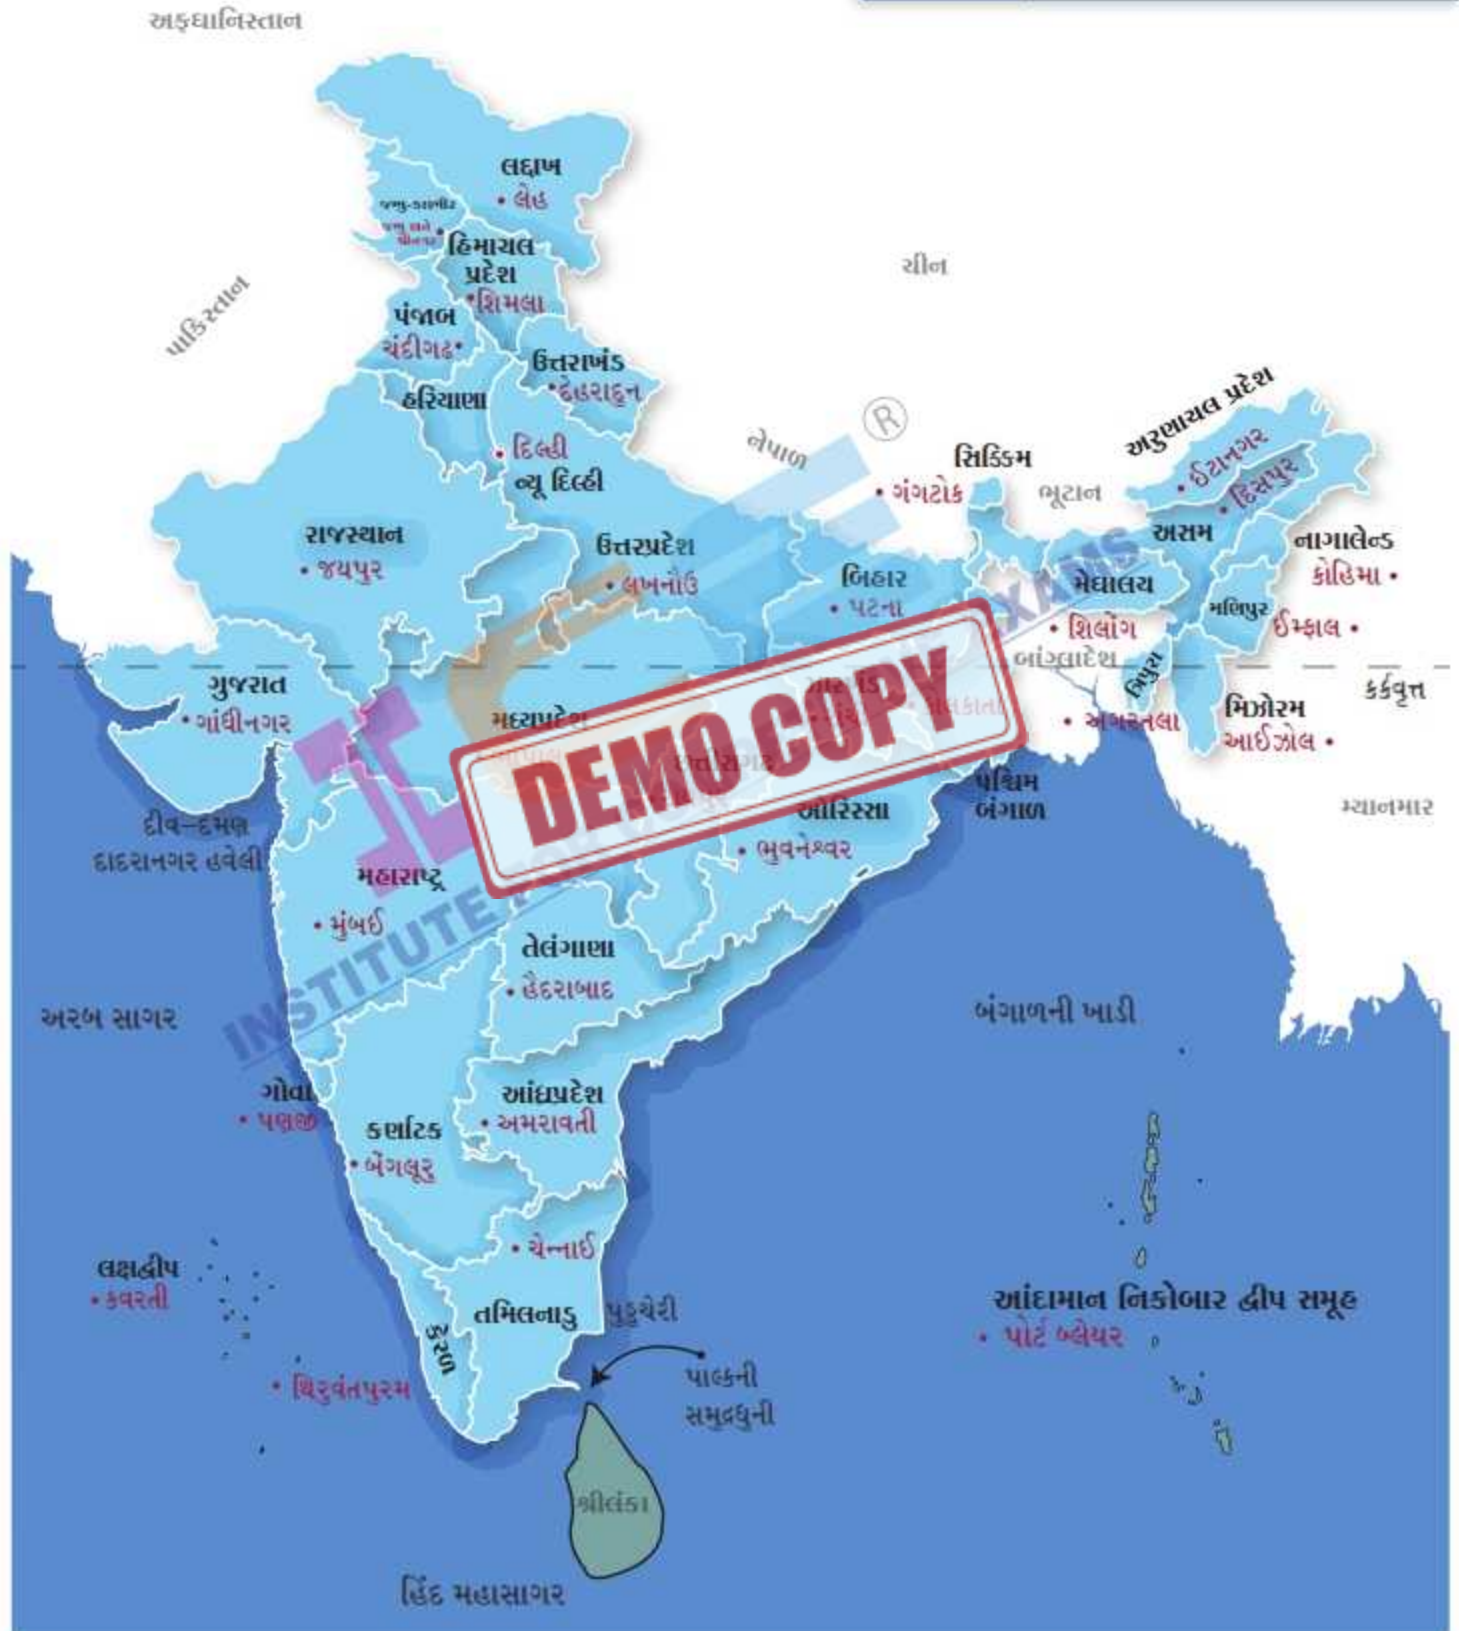 અફઘાનિસ્તાન
લદ્દાખ
• લેહ
હિમાચલ
પ્રદેશ
• શિમલા
ચીન
પાકિસ્તાન
પંજાબ
ચંદીગઢ •
ઉત્તરાખંડ
• દેહરાદુન
હરિયાણા
• દિલ્હી
ન્યૂ દિલ્હી
નેપાળ
®
સિક્કિમ
• ગંગટોક
ભૂટાન
અરુણાચલ પ્રદેશ
• ઈટાનગર
• દિસપુર
અસમ
નાગાલેન્ડ
કોહિમા •
રાજસ્થાન
• જયપુર
ઉત્તરપ્રદેશ
• લખનૌઉ
બિહાર
• પટના
મેઘાલય
• શિલોંગ
મણિપુર
ઈમ્ફાલ •
બાંગ્લાદેશ
ત્રિપુરા
• અગરતલા
મિઝોરમ
આઈઝોલ •
કર્કવૃત્ત
ગુજરાત
• ગાંધીનગર
મધ્યપ્રદેશ
DEMO COPY
પશ્ચિમ
બંગાળ
મ્યાનમાર
ઓરિસ્સા
• ભુવનેશ્વર
દીવ-દમણ
દાદરાનગર હવેલી
મહારાષ્ટ્ર
• મુંબઈ
INSTITUTE
EXAMS
તેલંગાણા
• હૈદરાબાદ
અરબ સાગર
બંગાળની ખાડી
ગોવા
• પણજી
આંધ્રપ્રદેશ
• અમરાવતી
કર્ણાટક
• બેંગલૂરુ
• ચેન્નાઈ
લક્ષદ્વીપ
• કવરતી
તમિલનાડુ
પુડુચેરી
કેરળ
• થિરુવંતપુરમ
આંદામાન નિકોબાર દ્વીપ સમૂહ
• પોર્ટ બ્લેયર
પાલ્કની
સમુદ્રધુની
શ્રીલંકા
હિંદ મહાસાગર